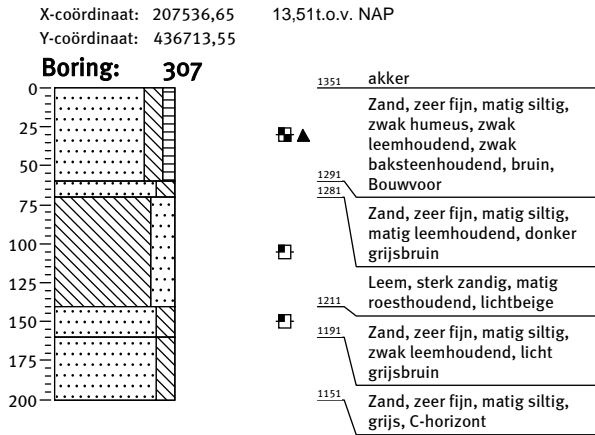 X-coördinaat: 207536,65 13,51t.o.v. NAP
Y-coördinaat: 436713,55
Boring: 307
0
25
50
75
100
125
150
175
200
1351 akker
Zand, zeer fijn, matig siltig,
zwak humeus, zwak
leemhoudend, zwak
baksteenhoudend, bruin,
Bouwvoor
1291
1281
Zand, zeer fijn, matig siltig,
matig leemhoudend, donker
grijsbruin
Leem, sterk zandig, matig
roesthoudend, lichtbeige
1211
Zand, zeer fijn, matig siltig,
zwak leemhoudend, licht
grijsbruin
1191
Zand, zeer fijn, matig siltig,
grijs, C-horizont
1151